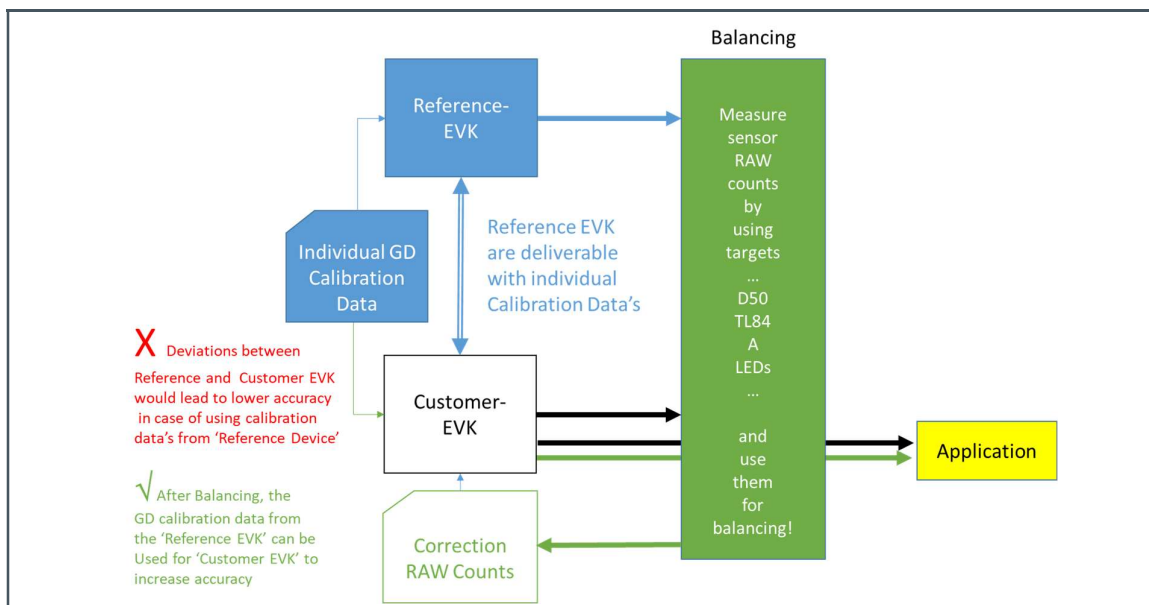 Balancing
Reference-
EVK
Measure
sensor
RAW
counts
by
using
targets
...
D50
TL84
A
LEDs
...
and
use
them
for
balancing!
Reference EVK
are deliverable
with individual
Calibration Data’s
Individual GD
Calibration
Data
X Deviations between
Reference and Customer EVK
would lead to lower accuracy
in case of using calibration
data’s from ‘Reference Device’
Customer-
EVK
Application
√ After Balancing, the
GD calibration data from
the ‘Reference EVK’ can be
Used for ‘Customer EVK’ to
increase accuracy
Correction
RAW Counts